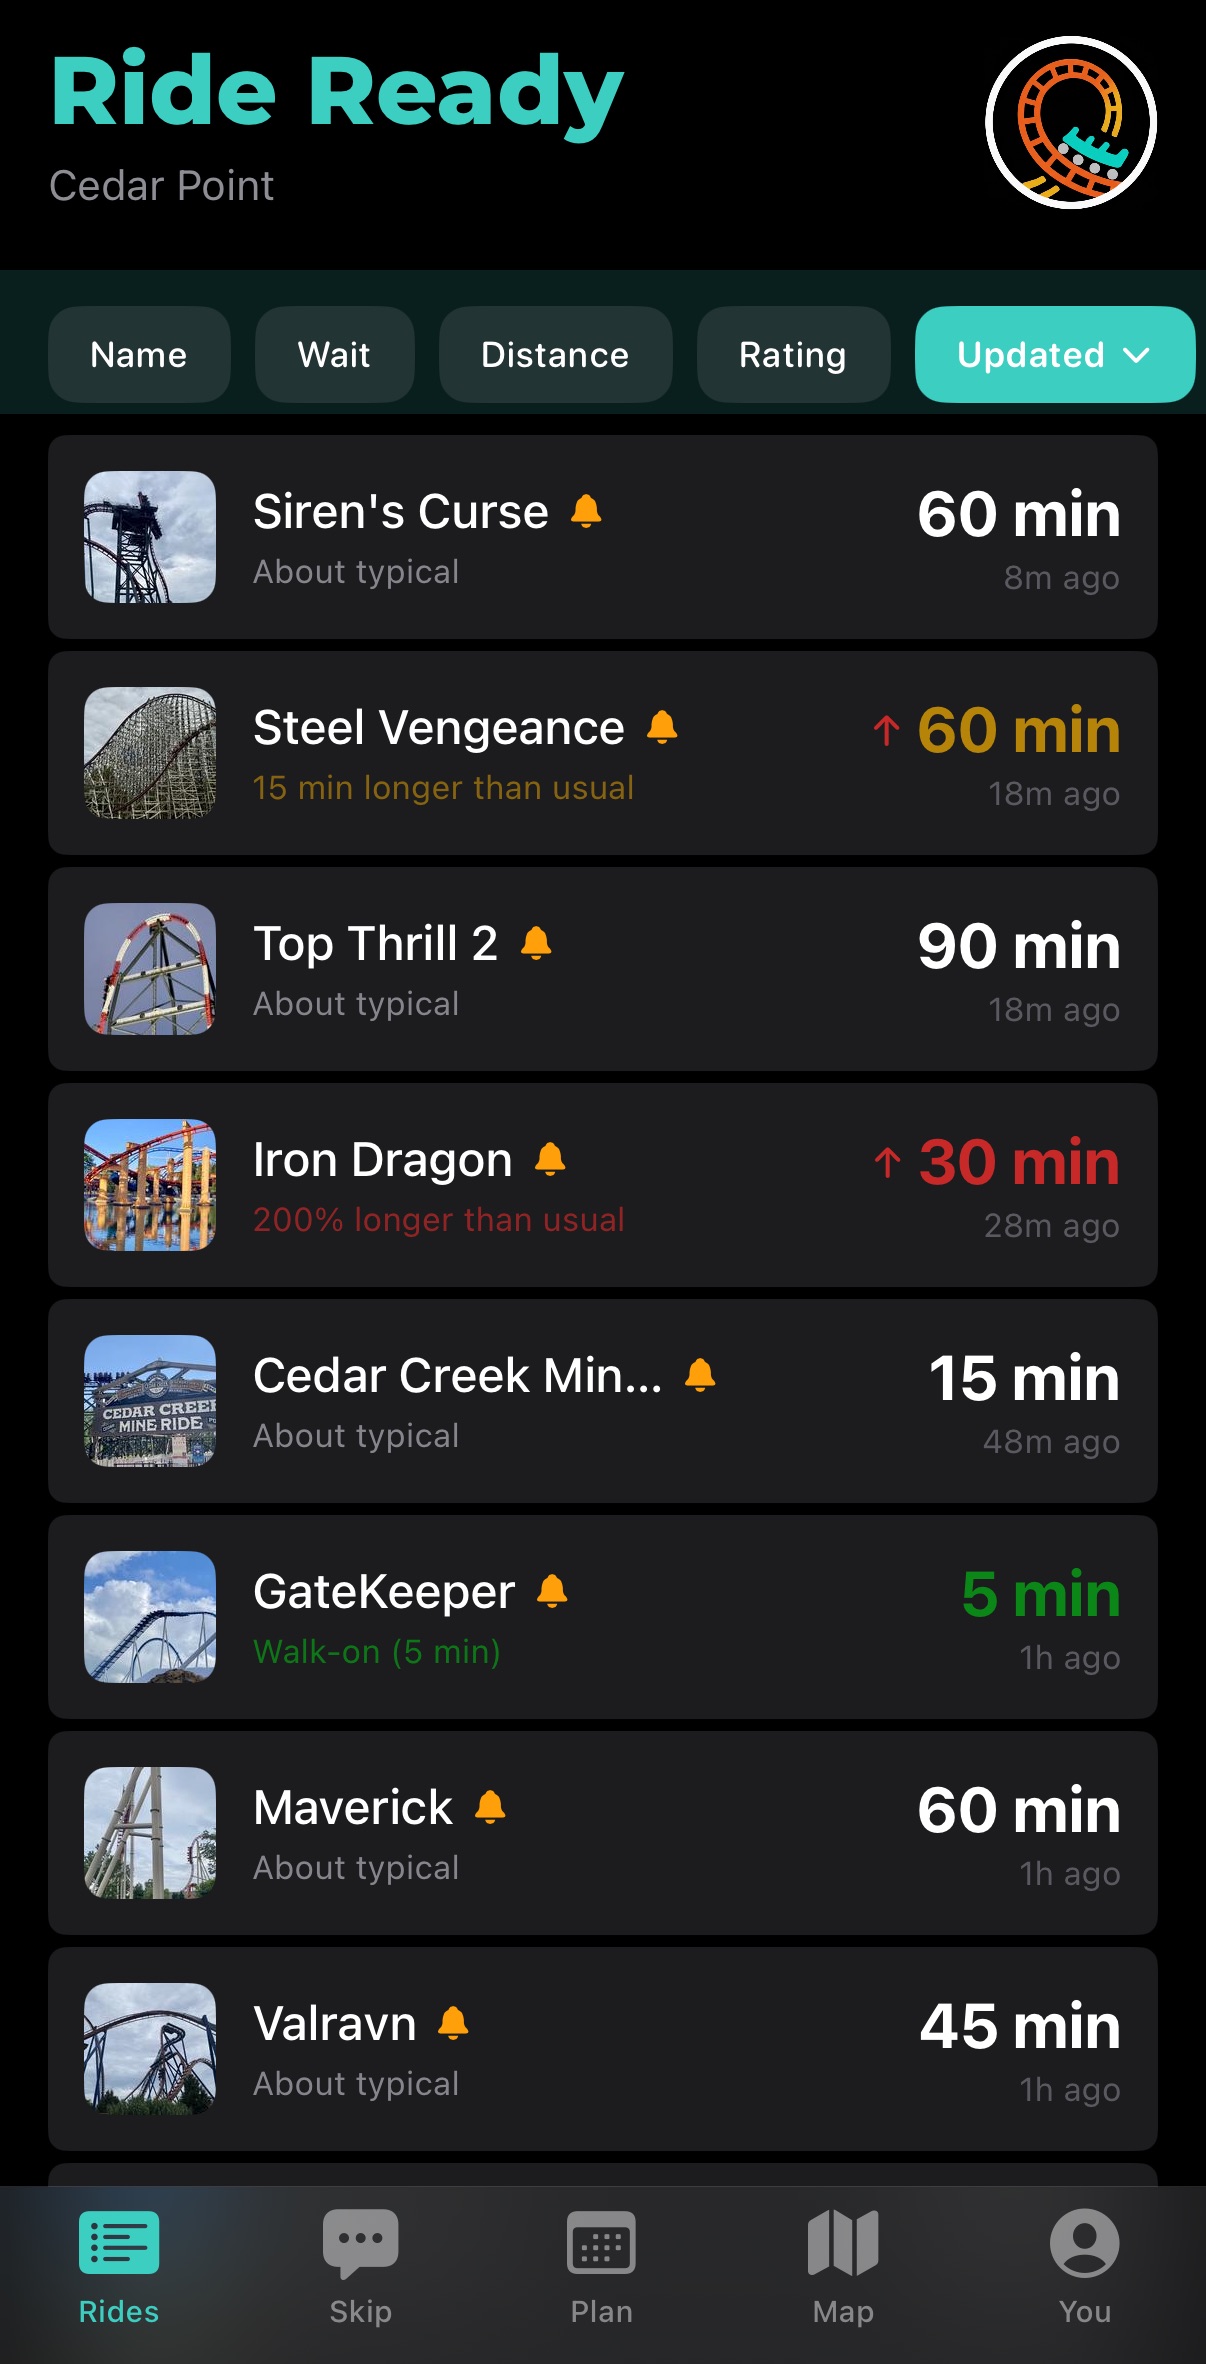 Ride Ready
Cedar Point
Name Wait Distance Rating Updated
Siren's Curse 60 min
About typical 8m ago
Steel Vengeance ↑ 60 min
15 min longer than usual 18m ago
Top Thrill 2 90 min
About typical 18m ago
Iron Dragon ↑ 30 min
200% longer than usual 28m ago
Cedar Creek Min... 15 min
About typical 48m ago
CEDAR CREEK
MINE RIDE
GateKeeper 5 min
Walk-on (5 min) 1h ago
Maverick 60 min
About typical 1h ago
Valravn 45 min
About typical 1h ago
Rides Skip Plan Map You